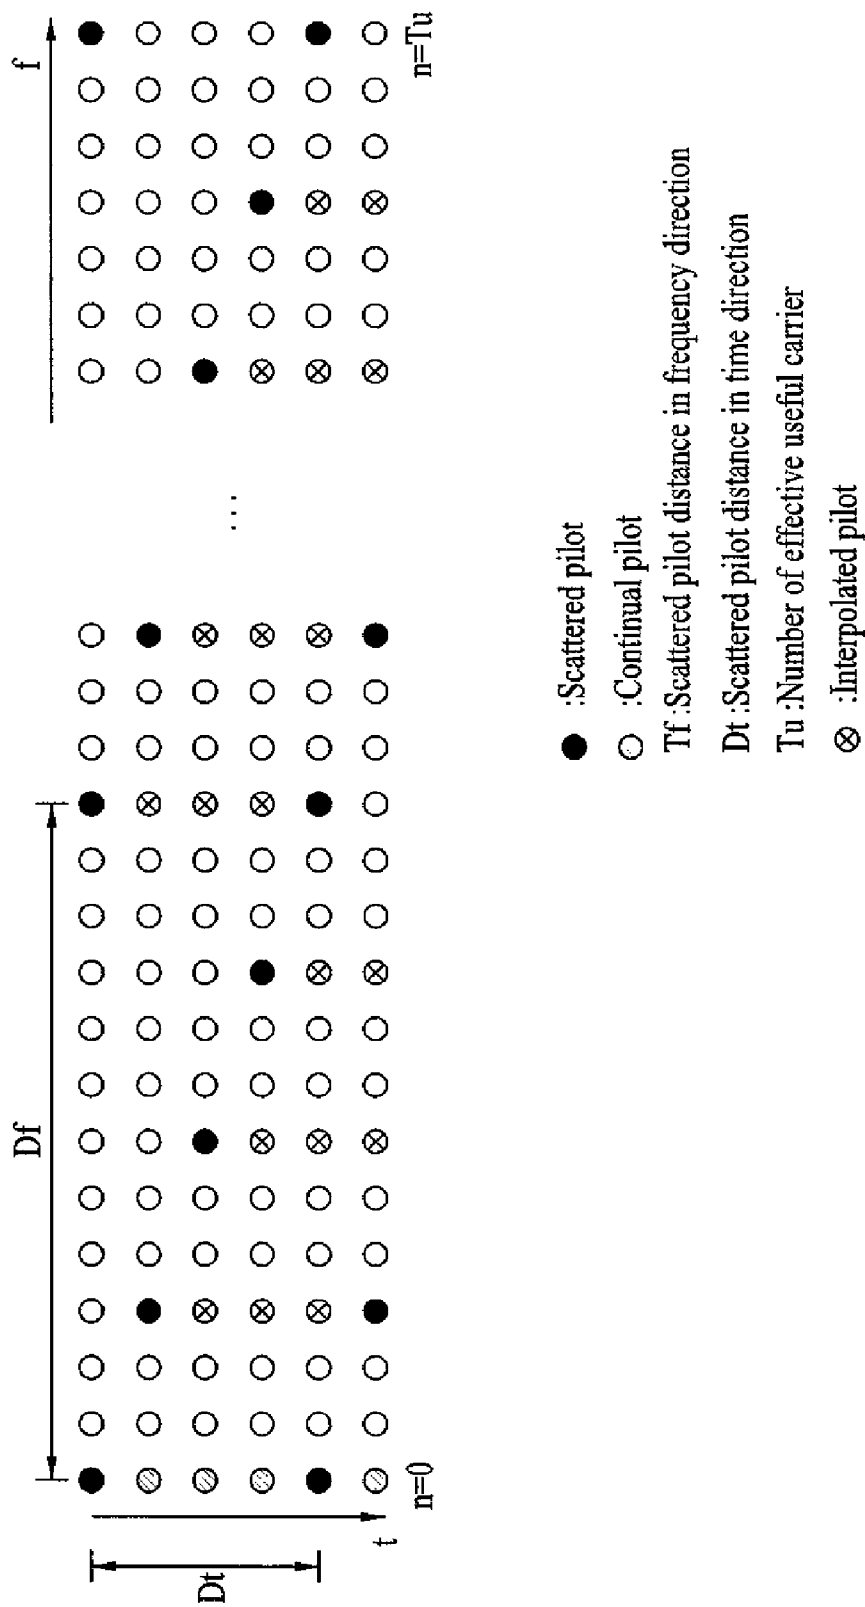 f
Df
...
n=Tu
n=0
t
Dt
:Scattered pilot
:Continual pilot
Tf :Scattered pilot distance in frequency direction
Dt :Scattered pilot distance in time direction
Tu :Number of effective useful carrier
:Interpolated pilot